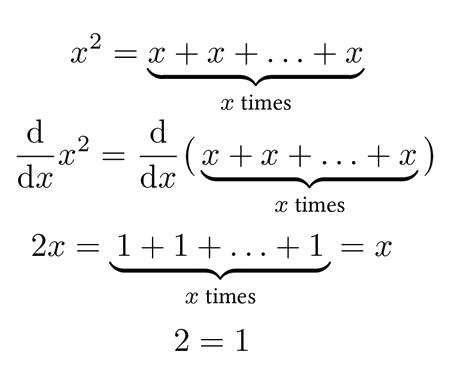 x² = x + x + … + x
x times
d/dx x² = d/dx (x + x + … + x)
x times
2x = 1 + 1 + … + 1 = x
x times
2 = 1